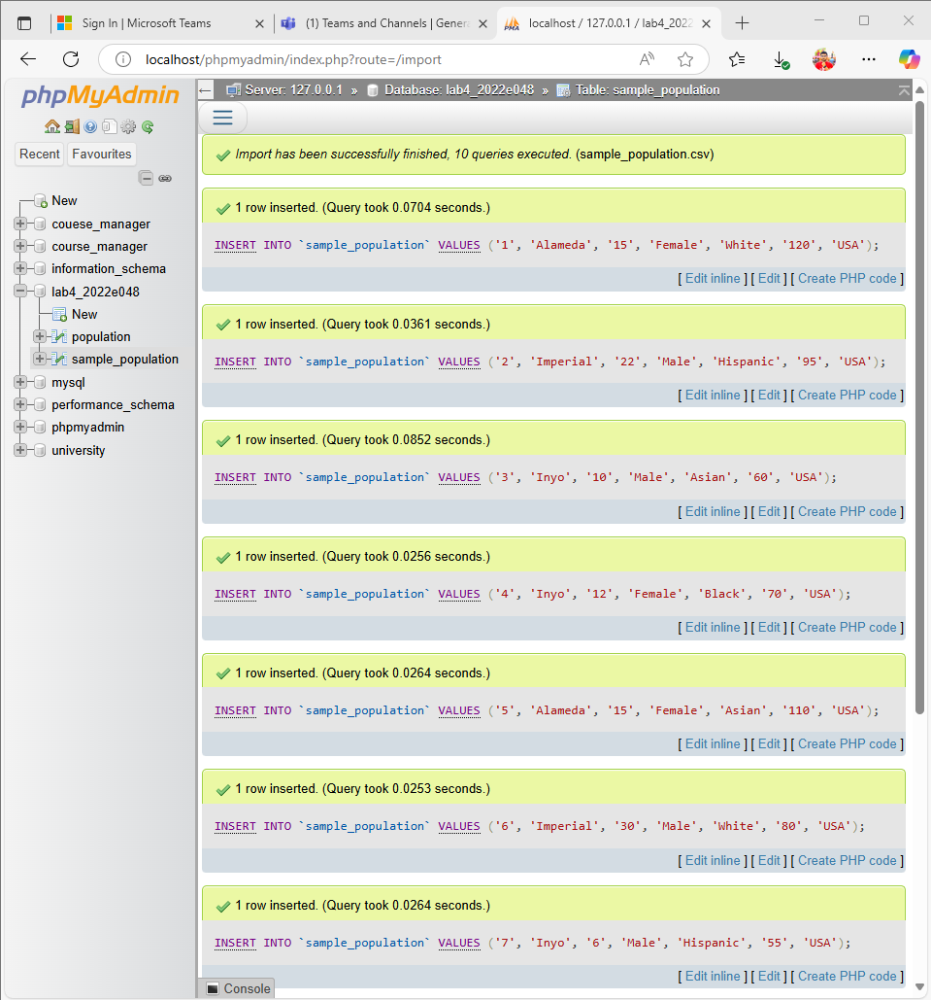 Sign In | Microsoft Teams
(1) Teams and Channels | Gener
localhost / 127.0.0.1 / lab4_2022
localhost/phpmyadmin/index.php?route=/import
phpMyAdmin
Recent
Favourites
New
couese_manager
course_manager
information_schema
lab4_2022e048
New
population
sample_population
mysql
performance_schema
phpmyadmin
university
Server: 127.0.0.1 » Database: lab4_2022e048 » Table: sample_population
Import has been successfully finished, 10 queries executed. (sample_population.csv)
1 row inserted. (Query took 0.0704 seconds.)
INSERT INTO `sample_population` VALUES ('1', 'Alameda', '15', 'Female', 'White', '120', 'USA');
[ Edit inline ] [ Edit ] [ Create PHP code ]
1 row inserted. (Query took 0.0361 seconds.)
INSERT INTO `sample_population` VALUES ('2', 'Imperial', '22', 'Male', 'Hispanic', '95', 'USA');
[ Edit inline ] [ Edit ] [ Create PHP code ]
1 row inserted. (Query took 0.0852 seconds.)
INSERT INTO `sample_population` VALUES ('3', 'Inyo', '10', 'Male', 'Asian', '60', 'USA');
[ Edit inline ] [ Edit ] [ Create PHP code ]
1 row inserted. (Query took 0.0256 seconds.)
INSERT INTO `sample_population` VALUES ('4', 'Inyo', '12', 'Female', 'Black', '70', 'USA');
[ Edit inline ] [ Edit ] [ Create PHP code ]
1 row inserted. (Query took 0.0264 seconds.)
INSERT INTO `sample_population` VALUES ('5', 'Alameda', '15', 'Female', 'Asian', '110', 'USA');
[ Edit inline ] [ Edit ] [ Create PHP code ]
1 row inserted. (Query took 0.0253 seconds.)
INSERT INTO `sample_population` VALUES ('6', 'Imperial', '30', 'Male', 'White', '80', 'USA');
[ Edit inline ] [ Edit ] [ Create PHP code ]
1 row inserted. (Query took 0.0264 seconds.)
INSERT INTO `sample_population` VALUES ('7', 'Inyo', '6', 'Male', 'Hispanic', '55', 'USA');
[ Edit inline ] [ Edit ] [ Create PHP code ]
Console